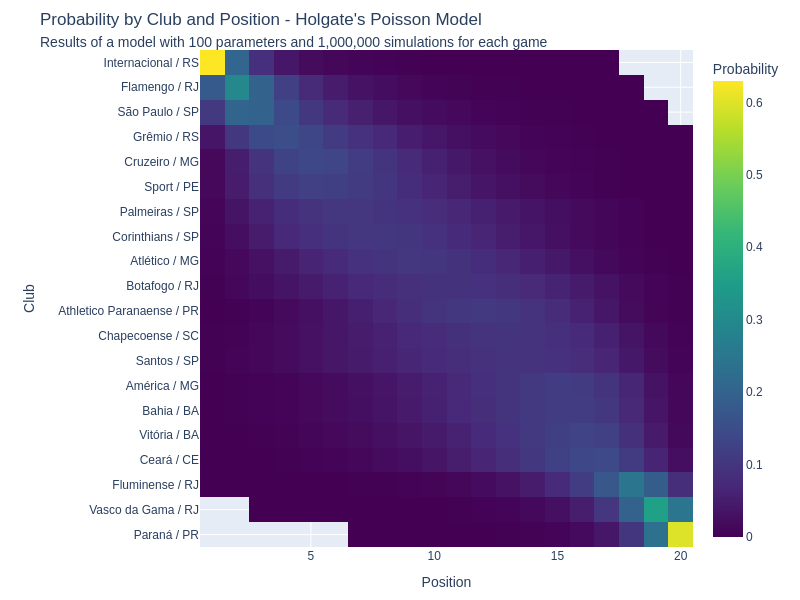 Probability by Club and Position - Holgate's Poisson Model
Results of a model with 100 parameters and 1,000,000 simulations for each game
Internacional / RS
Flamengo / RJ
São Paulo / SP
Grêmio / RS
Cruzeiro / MG
Sport / PE
Palmeiras / SP
Corinthians / SP
Atlético / MG
Botafogo / RJ
Athletico Paranaense / PR
Chapecoense / SC
Santos / SP
América / MG
Bahia / BA
Vitória / BA
Ceará / CE
Fluminense / RJ
Vasco da Gama / RJ
Paraná / PR
Club
5
10
15
20
Position
Probability
0.6
0.5
0.4
0.3
0.2
0.1
0